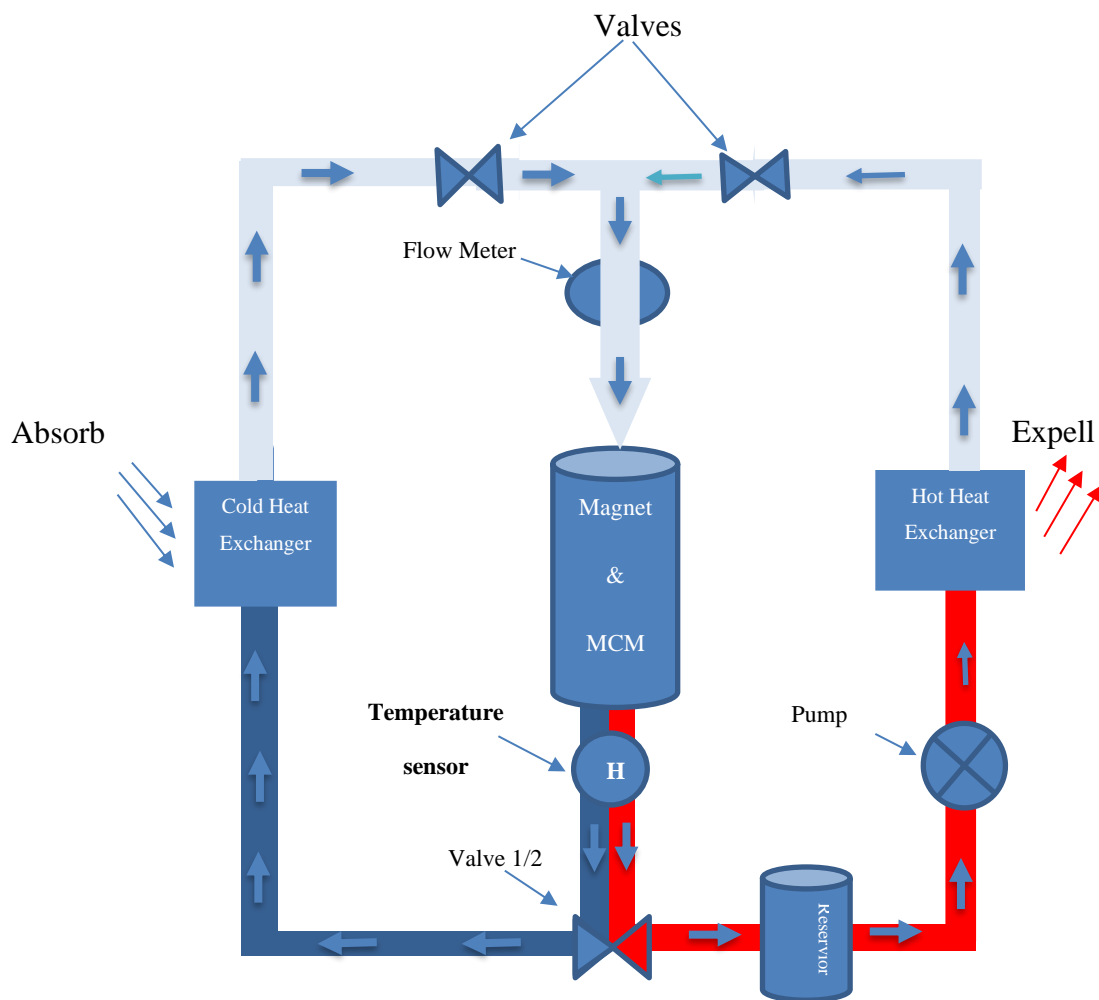 Valves
Flow Meter
Absorb
Expell
Cold Heat
Exchanger
Magnet
&
MCM
Hot Heat
Exchanger
Temperature
sensor
H
Pump
Valve 1/2
Reservior